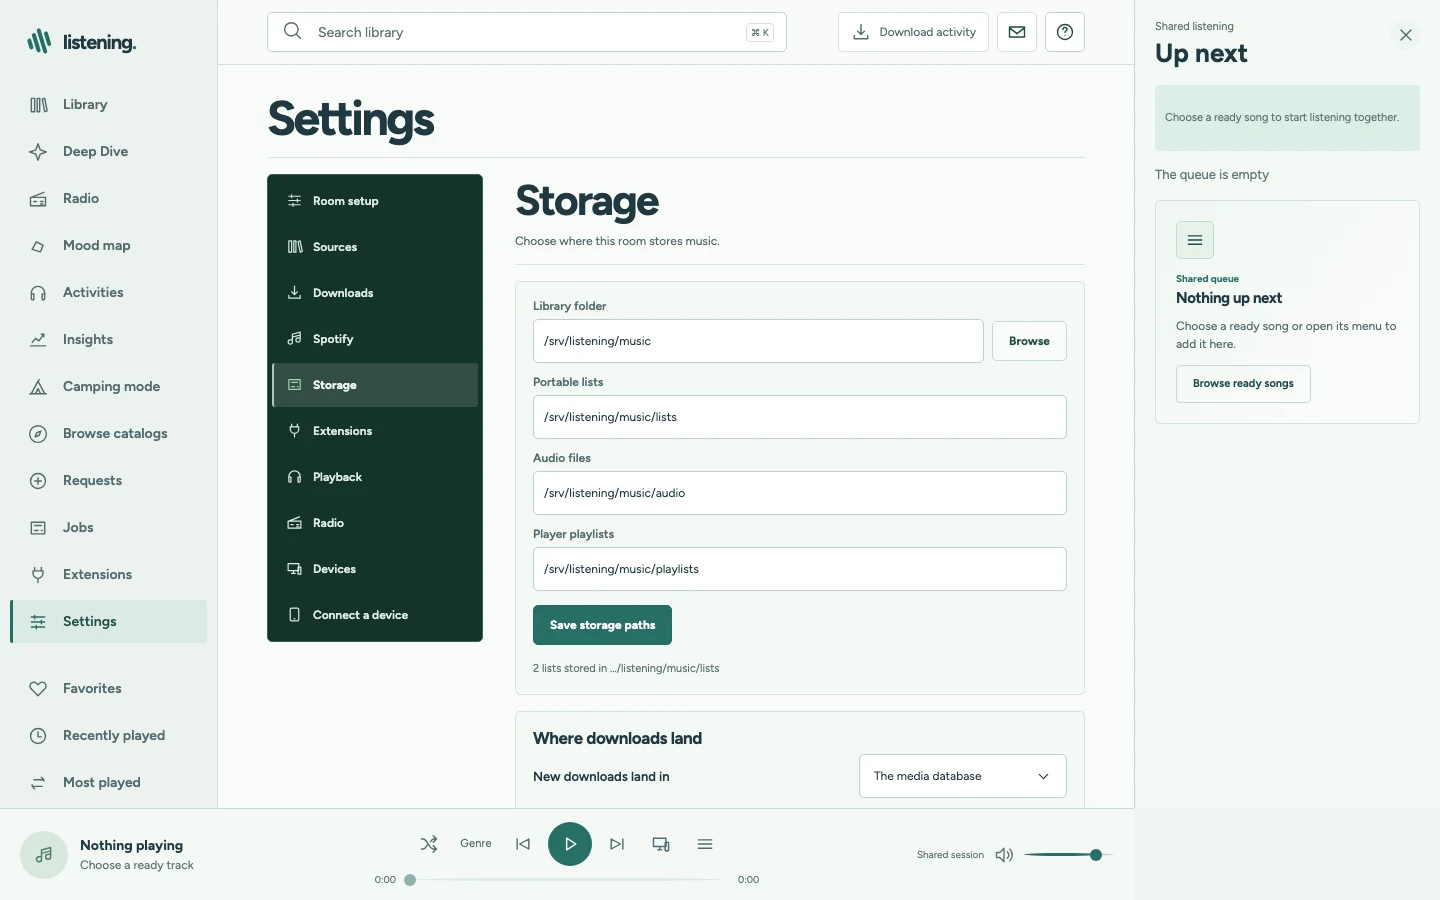 listening.
Library
Deep Dive
Radio
Mood map
Activities
Insights
Camping mode
Browse catalogs
Requests
Jobs
Extensions
Settings
Favorites
Recently played
Most played
Search library
⌘ K
Download activity
Settings
Room setup
Sources
Downloads
Spotify
Storage
Extensions
Playback
Radio
Devices
Connect a device
Storage
Choose where this room stores music.
Library folder
/srv/listening/music
Browse
Portable lists
/srv/listening/music/lists
Audio files
/srv/listening/music/audio
Player playlists
/srv/listening/music/playlists
Save storage paths
2 lists stored in …/listening/music/lists
Where downloads land
New downloads land in
The media database
Shared listening
Up next
Choose a ready song to start listening together.
The queue is empty
Shared queue
Nothing up next
Choose a ready song or open its menu to
add it here.
Browse ready songs
Nothing playing
Choose a ready track
Genre
0:00
0:00
Shared session